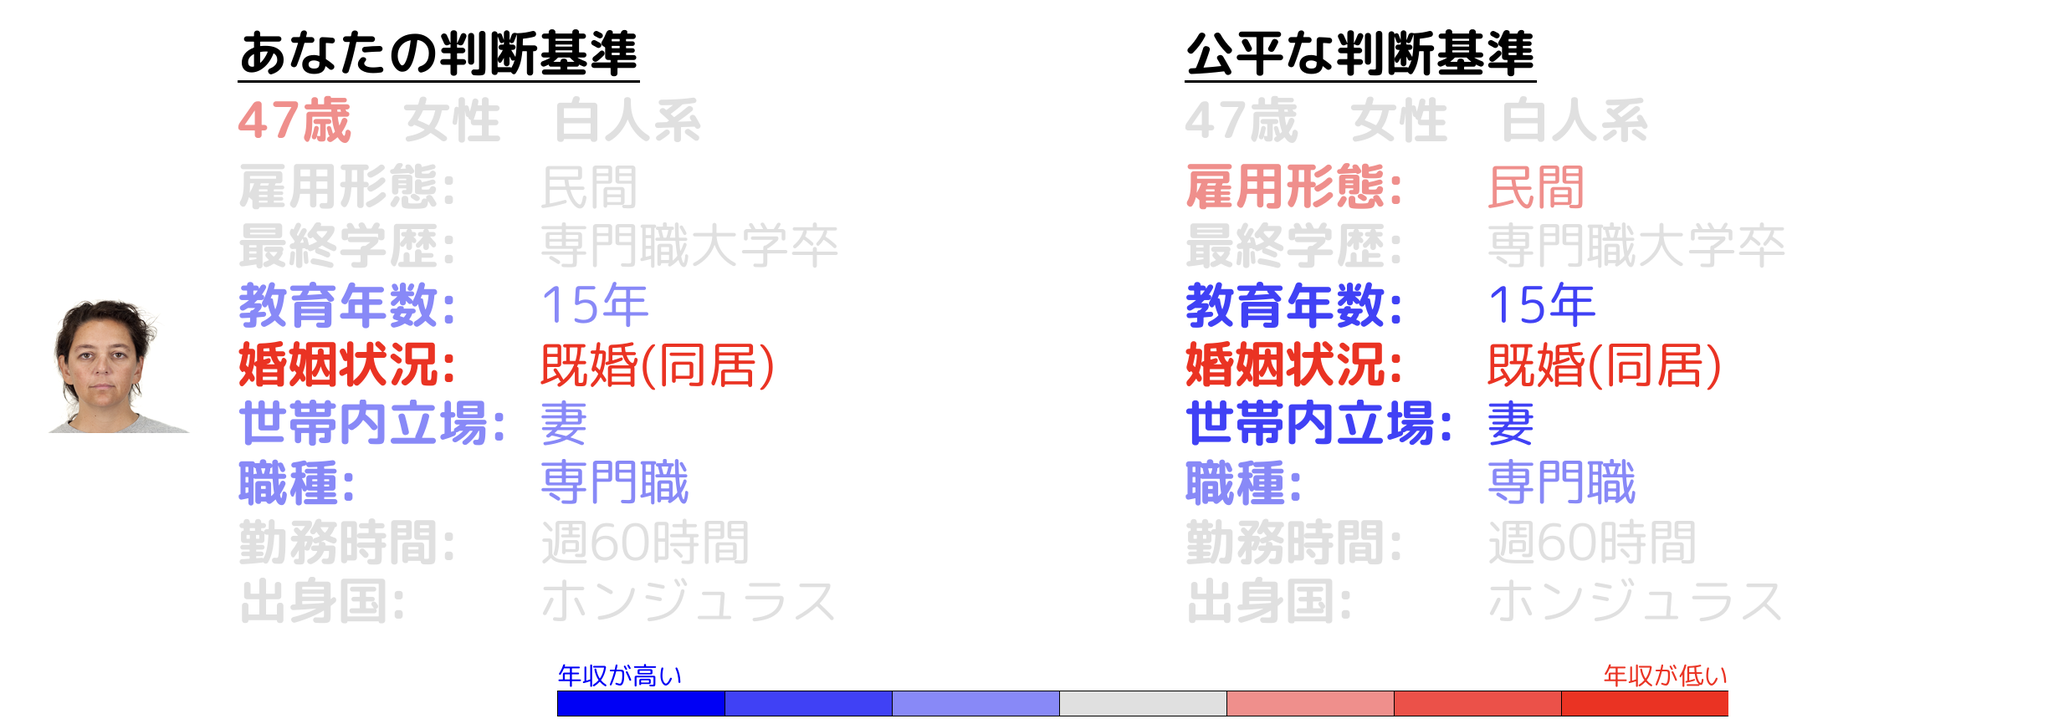 あなたの判断基準
47歳 女性 白人系
雇用形態: 民間
最終学歴: 専門職大学卒
教育年数: 15年
婚姻状況: 既婚(同居)
世帯内立場: 妻
職種: 専門職
勤務時間: 週60時間
出身国: ホンジュラス
公平な判断基準
47歳 女性 白人系
雇用形態: 民間
最終学歴: 専門職大学卒
教育年数: 15年
婚姻状況: 既婚(同居)
世帯内立場: 妻
職種: 専門職
勤務時間: 週60時間
出身国: ホンジュラス
年収が高い
年収が低い